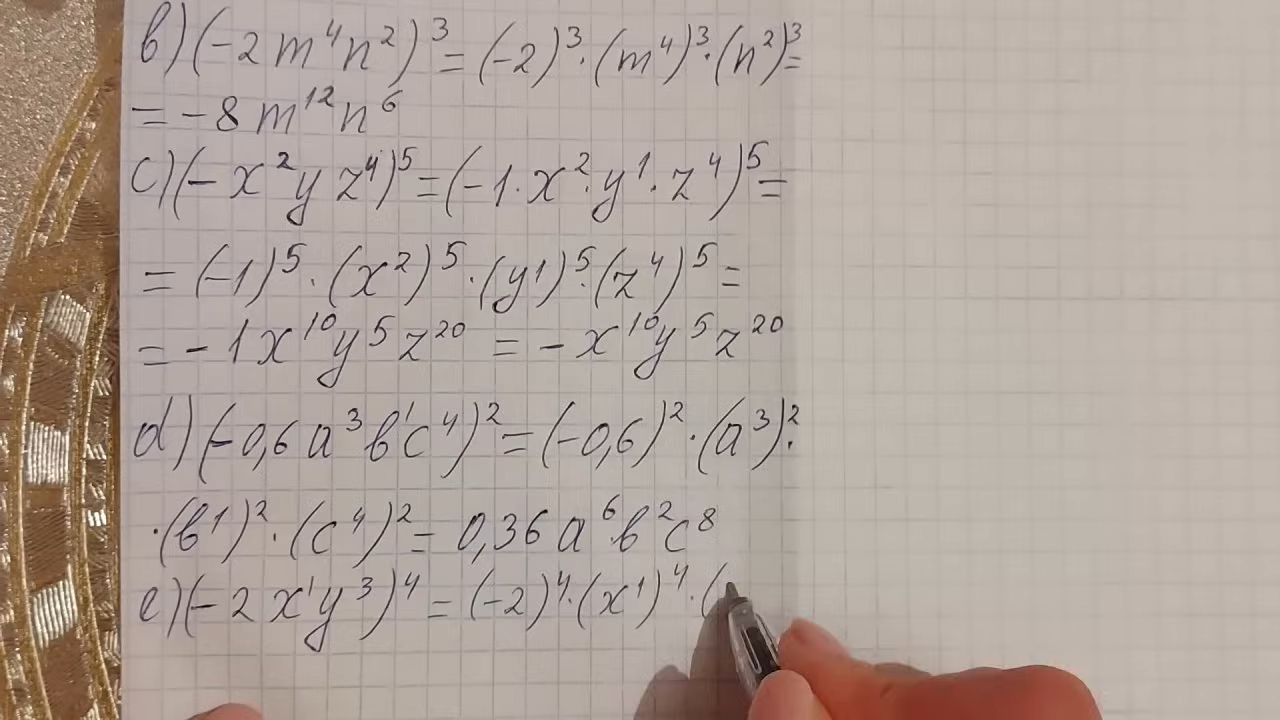 b) (-2m⁴n²)³ = (-2)³·(m⁴)³·(n²)³=
= -8m¹²n⁶
c) (-x²yz⁴)⁵ = (-1·x²·y¹·z⁴)⁵ =
= (-1)⁵·(x²)⁵·(y¹)⁵·(z⁴)⁵ =
= -1x¹⁰y⁵z²⁰ = -x¹⁰y⁵z²⁰
d) (-0,6a³b¹c⁴)² = (-0,6)²·(a³)²·
·(b¹)²·(c⁴)² = 0,36a⁶b²c⁸
e) (-2x¹y³)⁴ = (-2)⁴·(x¹)⁴·(